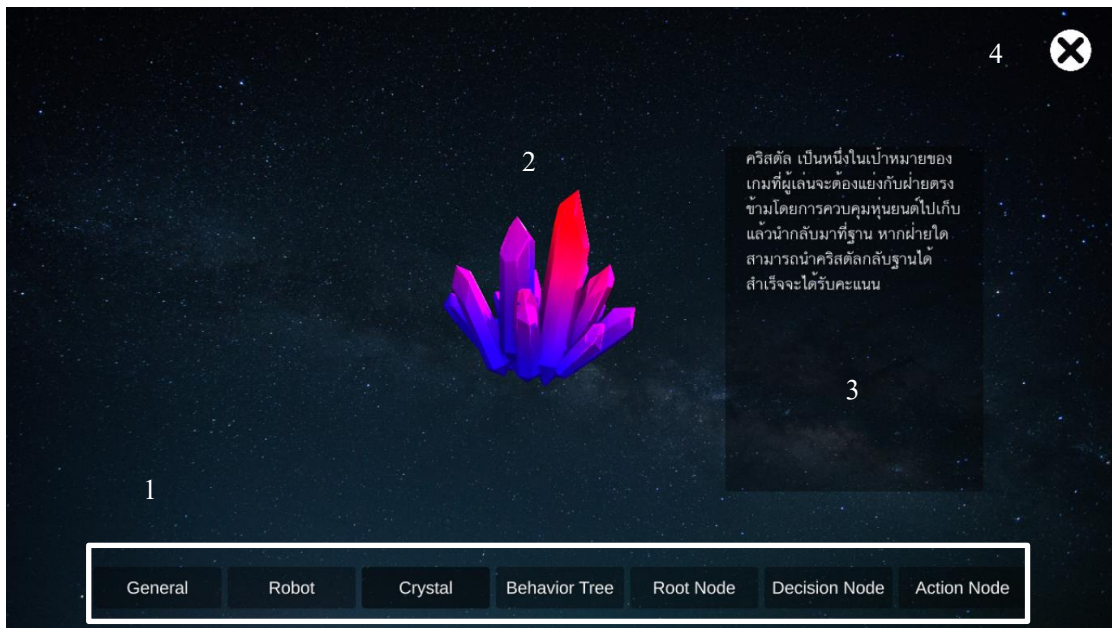 4
2
คริสตัล เป็นหนึ่งในเป้าหมายของ
เกมที่ผู้เล่นจะต้องแย่งกับฝ่ายตรง
ข้ามโดยการควบคุมหุ่นยนต์ไปเก็บ
แล้วนำกลับมาที่ฐาน หากฝ่ายใด
สามารถนำคริสตัลกลับฐานได้
สำเร็จจะได้รับคะแนน
3
1
General Robot Crystal Behavior Tree Root Node Decision Node Action Node